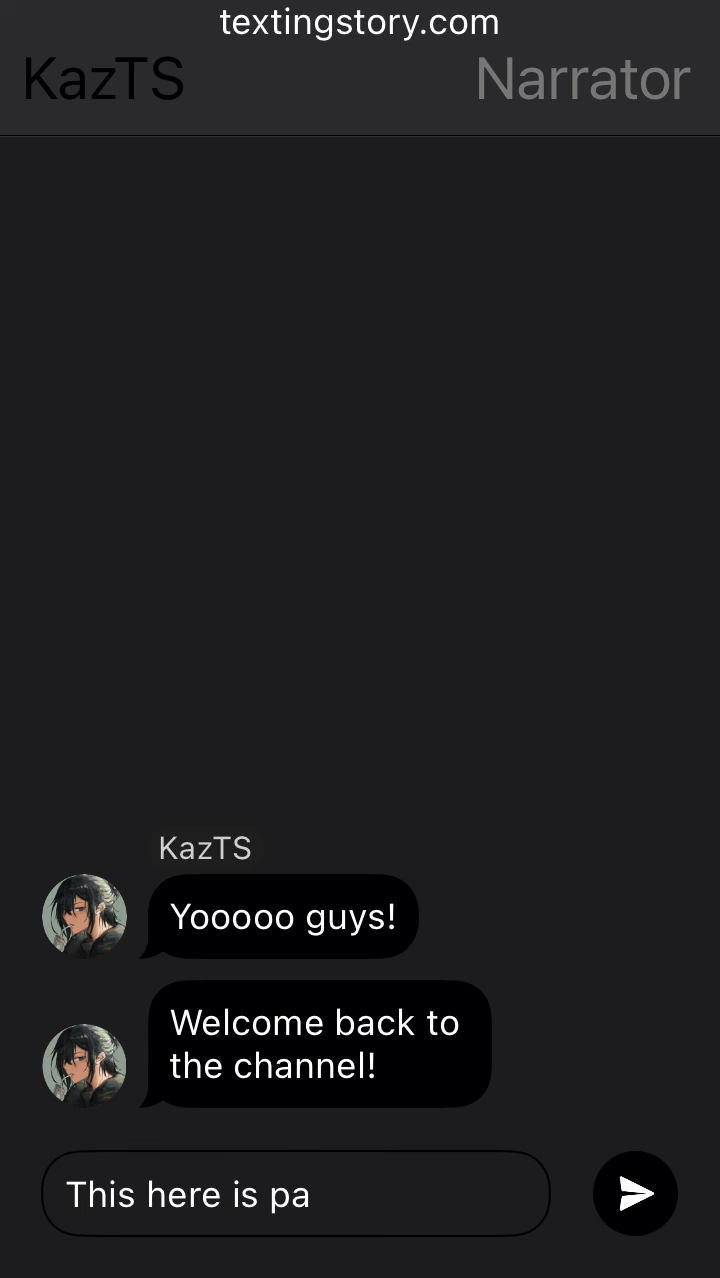 textingstory.com
KazTS
Narrator
KazTS
Yooooo guys!
Welcome back to
the channel!
This here is pa